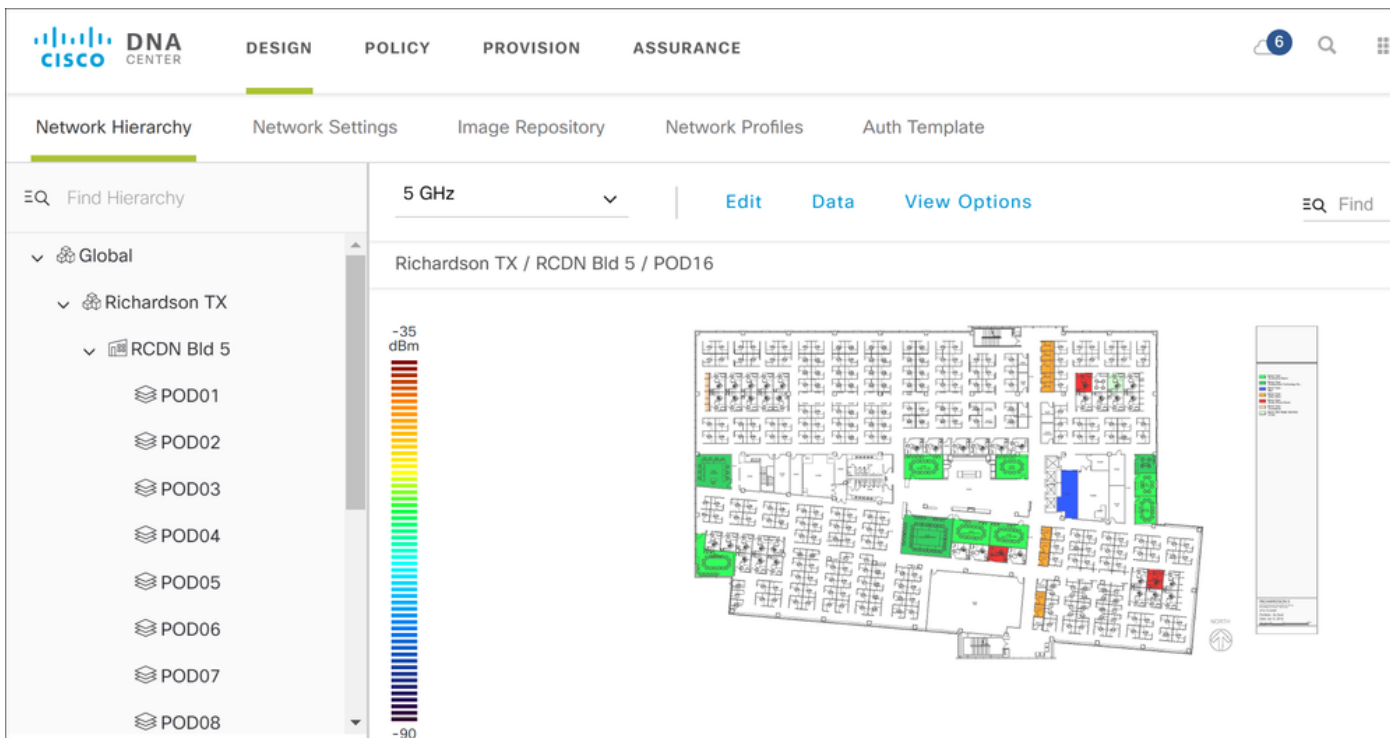 CISCO DNA CENTER
DESIGN POLICY PROVISION ASSURANCE
6
Network Hierarchy Network Settings Image Repository Network Profiles Auth Template
Find Hierarchy
5 GHz Edit Data View Options Find
Global
Richardson TX / RCDN Bld 5 / POD16
Richardson TX
RCDN Bld 5
-35
dBm
POD01
POD02
POD03
POD04
POD05
POD06
NORTH
POD07
POD08
-90